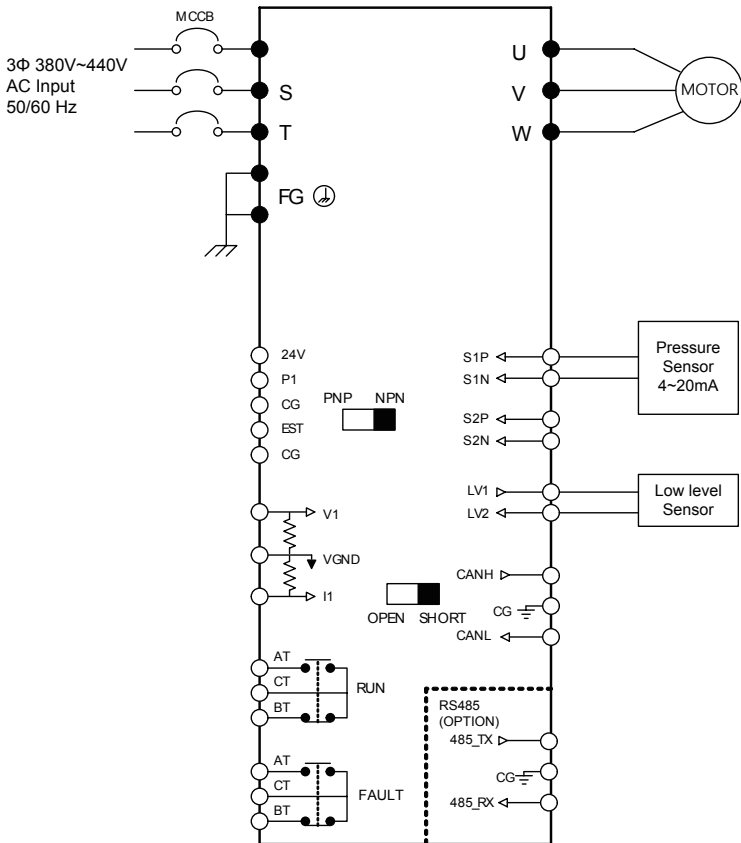 MCCB
3Φ 380V~440V
AC Input
50/60 Hz
S
T
FG
U
V
W
MOTOR
24V
P1
CG
EST
CG
PNP NPN
S1P
S1N
S2P
S2N
Pressure
Sensor
4~20mA
LV1
LV2
Low level
Sensor
V1
VGND
I1
OPEN SHORT
CANH
CG
CANL
AT
CT
BT
RUN
AT
CT
BT
FAULT
RS485
(OPTION)
485_TX
CG
485_RX